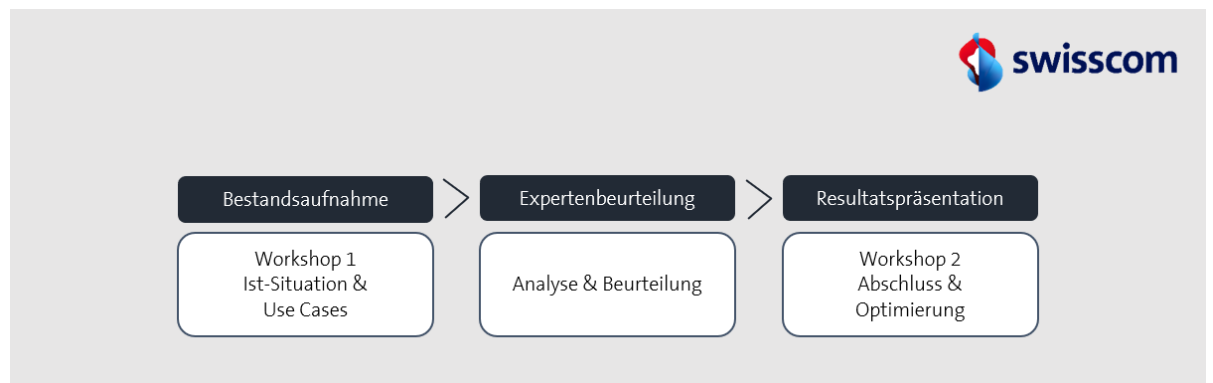 swisscom
Bestandsaufnahme
Expertenbeurteilung
Resultatspräsentation
Workshop 1
Ist-Situation &
Use Cases
Analyse & Beurteilung
Workshop 2
Abschluss &
Optimierung